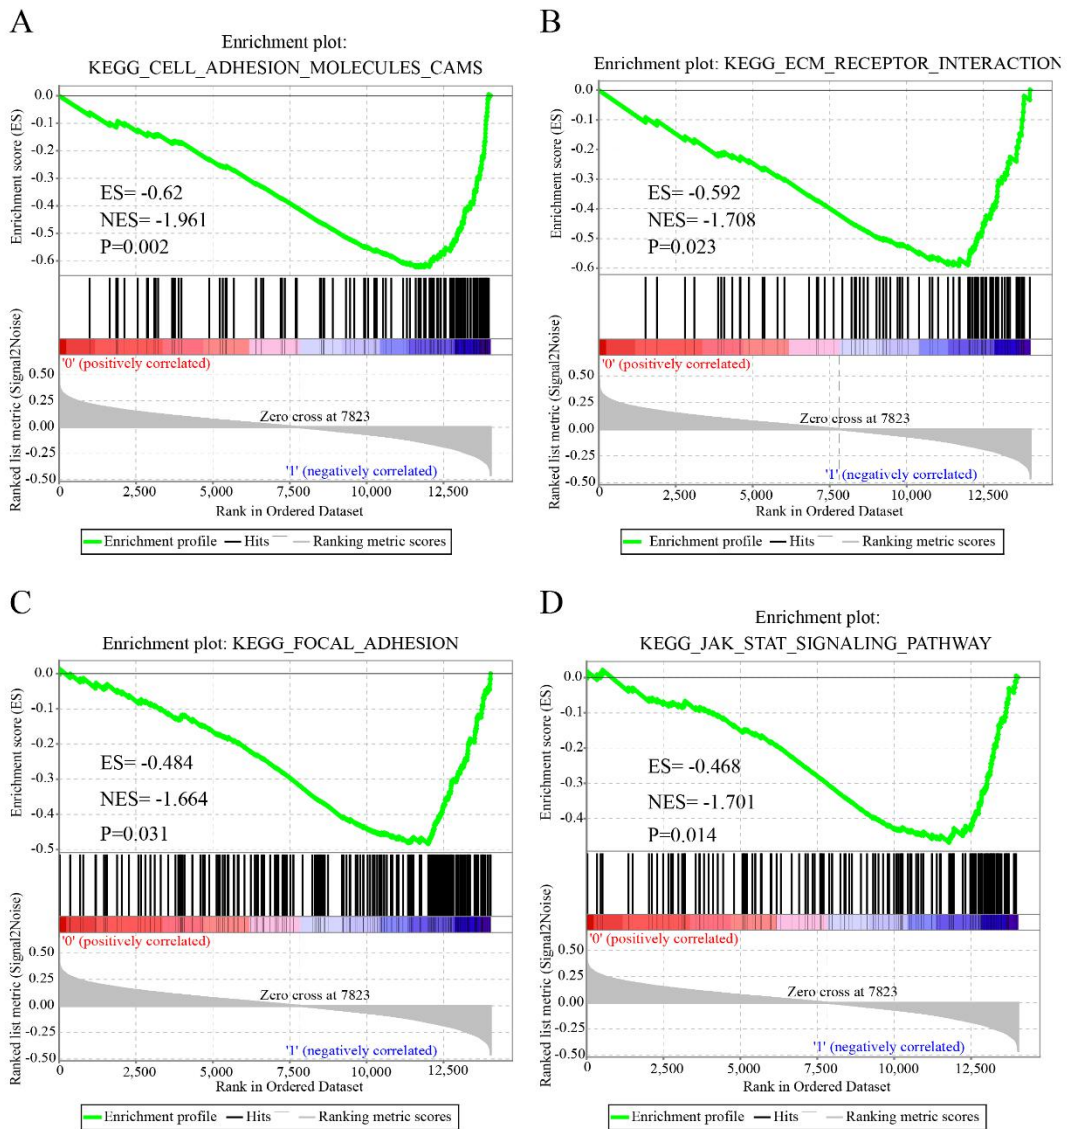 A
Enrichment plot:
KEGG_CELL_ADHESION_MOLECULES_CAMS
Enrichment score (ES)
0.0
-0.1
-0.2
-0.3
-0.4
-0.5
-0.6
ES= -0.62
NES= -1.961
P=0.002
'0' (positively correlated)
Ranked list metric (Signal2Noise)
0.50
0.25
0.00
-0.25
-0.50
Zero cross at 7823
'1' (negatively correlated)
0 2,500 5,000 7,500 10,000 12,500
Rank in Ordered Dataset
Enrichment profile Hits Ranking metric scores
B
Enrichment plot: KEGG_ECM_RECEPTOR_INTERACTION
Enrichment score (ES)
0.0
-0.1
-0.2
-0.3
-0.4
-0.5
-0.6
ES= -0.592
NES= -1.708
P=0.023
'0' (positively correlated)
Ranked list metric (Signal2Noise)
0.50
0.25
0.00
-0.25
-0.50
Zero cross at 7823
'1' (negatively correlated)
0 2,500 5,000 7,500 10,000 12,500
Rank in Ordered Dataset
Enrichment profile Hits Ranking metric scores
C
Enrichment plot: KEGG_FOCAL_ADHESION
Enrichment score (ES)
0.0
-0.1
-0.2
-0.3
-0.4
-0.5
ES= -0.484
NES= -1.664
P=0.031
'0' (positively correlated)
Ranked list metric (Signal2Noise)
0.50
0.25
0.00
-0.25
-0.50
Zero cross at 7823
'1' (negatively correlated)
0 2,500 5,000 7,500 10,000 12,500
Rank in Ordered Dataset
Enrichment profile Hits Ranking metric scores
D
Enrichment plot:
KEGG_JAK_STAT_SIGNALING_PATHWAY
Enrichment score (ES)
0.0
-0.1
-0.2
-0.3
-0.4
ES= -0.468
NES= -1.701
P=0.014
'0' (positively correlated)
Ranked list metric (Signal2Noise)
0.50
0.25
0.00
-0.25
-0.50
Zero cross at 7823
'1' (negatively correlated)
0 2,500 5,000 7,500 10,000 12,500
Rank in Ordered Dataset
Enrichment profile Hits Ranking metric scores